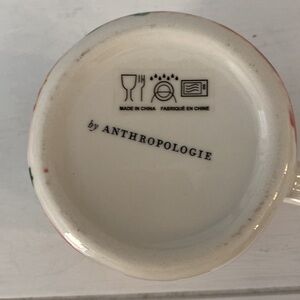 MADE IN CHINA FABRIQUÉ EN CHINE
by ANTHROPOLOGIE